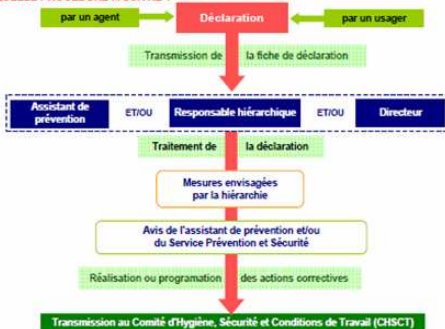 par un agent
Déclaration
par un usager
Transmission de la fiche de déclaration
Assistant de prévention ET/OU Responsable hiérarchique ET/OU Directeur
Traitement de la déclaration
Mesures envisagées
par la hiérarchie
Avis de l'assistant de prévention et/ou
du Service Prévention et Sécurité
Réalisation ou programation des actions correctives
Transmission au Comité d'Hygiène, Sécurité et Conditions de Travail (CHSCT)